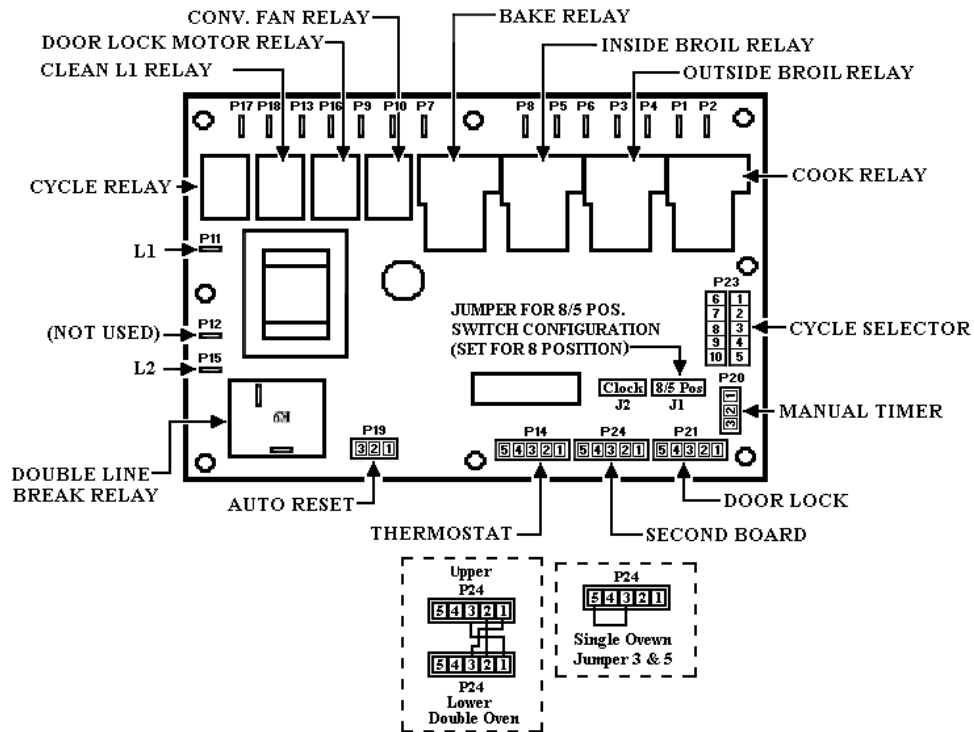 CONV. FAN RELAY
BAKE RELAY
DOOR LOCK MOTOR RELAY
INSIDE BROIL RELAY
CLEAN L1 RELAY
OUTSIDE BROIL RELAY
P17 P18 P13 P16 P9 P10 P7 P8 P5 P6 P3 P4 P1 P2
CYCLE RELAY
COOK RELAY
P11
L1
P23
6 1
7 2
8 3
9 4
10 5
CYCLE SELECTOR
JUMPER FOR 8/5 POS.
SWITCH CONFIGURATION
(SET FOR 8 POSITION)
P12
(NOT USED)
P15
L2
Clock 8/5 Pos
J2 J1
P20
1
2
3
MANUAL TIMER
P19
3 2 1
P14
5 4 3 2 1
P24
5 4 3 2 1
P21
5 4 3 2 1
DOUBLE LINE
BREAK RELAY
AUTO RESET
DOOR LOCK
THERMOSTAT
SECOND BOARD
Upper
P24
5 4 3 2 1
5 4 3 2 1
P24
Lower
Double Oven
P24
5 4 3 2 1
Single Ovewn
Jumper 3 & 5